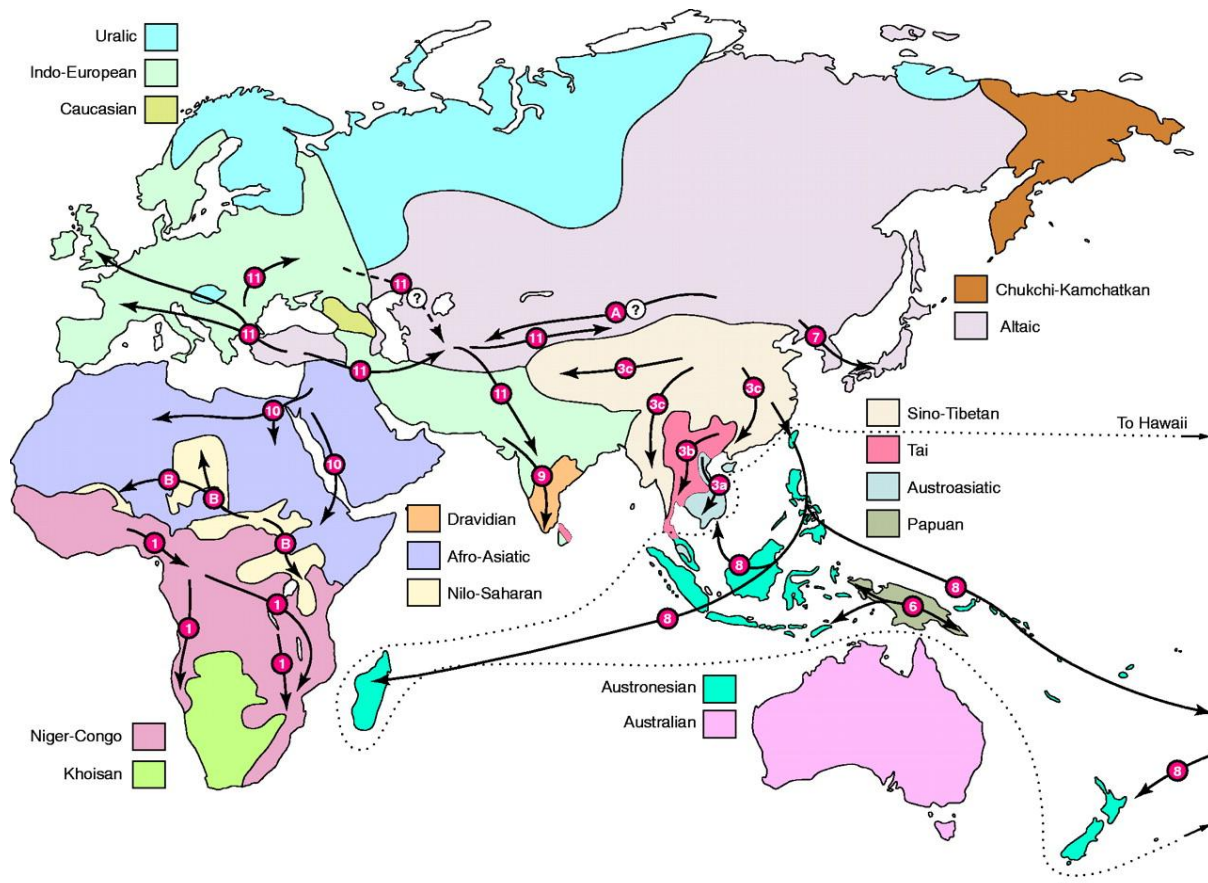 Uralic
Indo-European
Caucasian
11
11
?
11
A
?
11
11
11
11
7
Chukchi-Kamchatkan
Altaic
3c
3c
3c
10
10
3b
3a
Sino-Tibetan
Tai
Austroasiatic
Papuan
To Hawaii
B
B
B
9
Dravidian
Afro-Asiatic
Nilo-Saharan
1
1
1
1
8
8
8
6
Austronesian
Australian
Niger-Congo
Khoisan
8